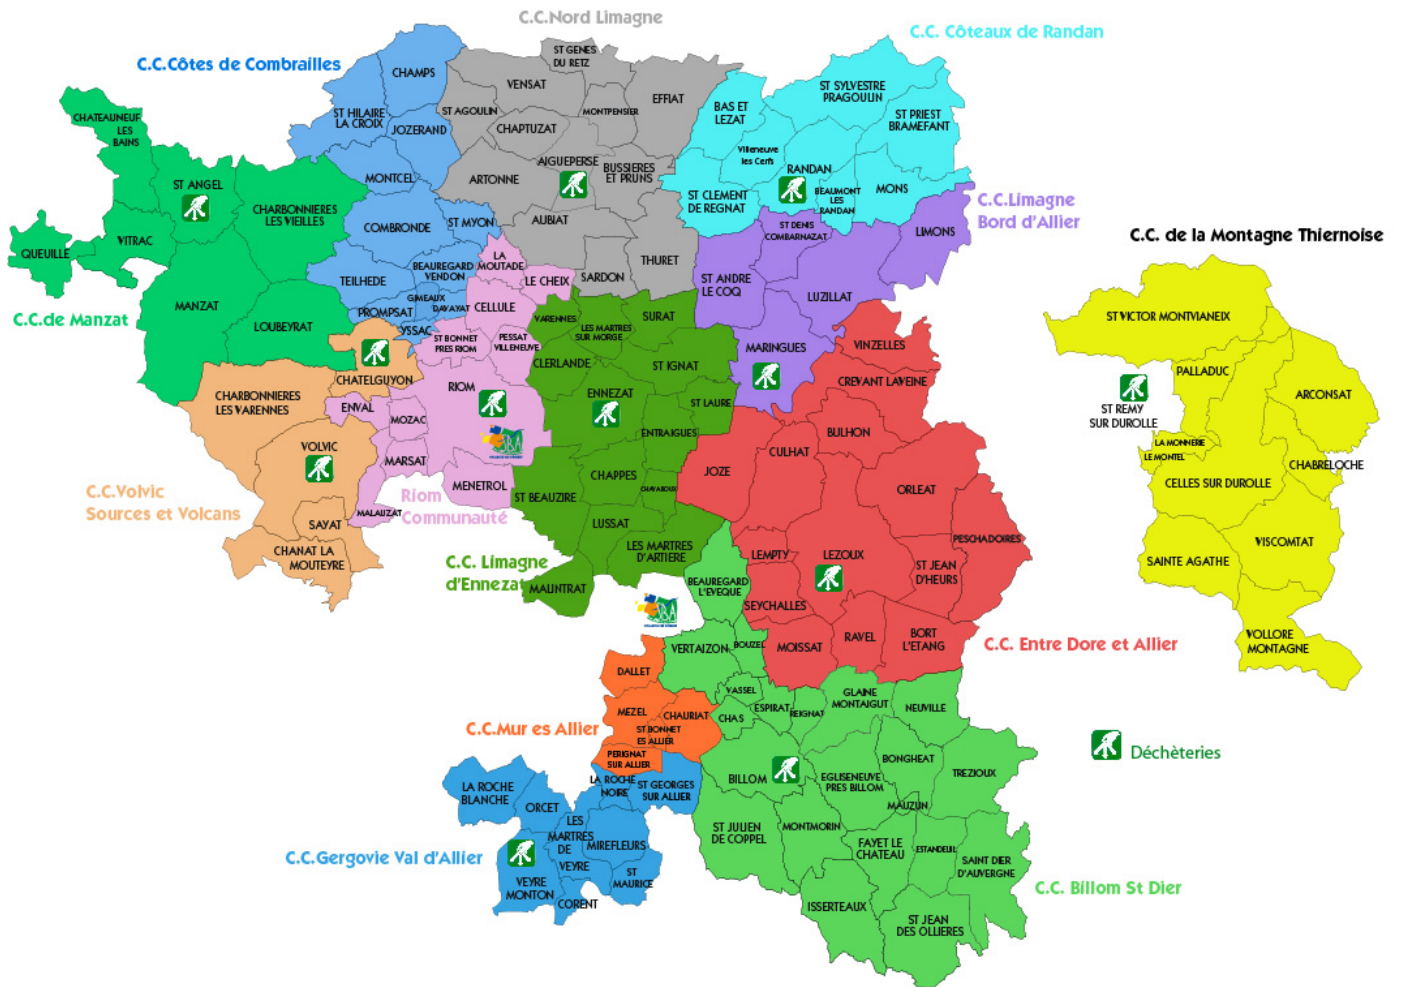 C.C.Nord Limagne
C.C. Côteaux de Randan
C.C.Côtes de Combrailles
ST GENES
DU RETZ
CHAMPS
VENSAT
EFFIAT
ST SYLVESTRE
PRAGOULIN
BAS ET
LEZAT
ST AGOULIN
MONTPENSIER
ST HILAIRE
LA CROIX
ST PRIEST
BRAMEFANT
CHATEAUNEUF
LES
BAINS
JOZERAND
CHAPTUZAT
Villeneuve
les Cerfs
AIGUEPERSE
BUSSIERES
ET PRUNS
RANDAN
MONTCEL
ARTONNE
ST ANGEL
ST CLEMENT
DE REGNAT
BEAUMONT
LES
RANDAN
MONS
C.C.Limagne
Bord d'Allier
CHARBONNIERES
LES VIEILLES
COMBRONDE
ST MYON
AUBIAT
ST DENIS
COMBARNAZAT
LIMONS
C.C. de la Montagne Thiernoise
VITRAC
QUEUILLE
LA
MOUTADE
BEAUREGARD
VENDON
THURET
TEILHEDE
LE CHEIX
SARDON
ST ANDRE
LE COQ
LUZILLAT
MANZAT
C.C.de Manzat
LOUBEYRAT
PROMPSAT
GIMEAUX
DAVAYAT
CELLULE
VARENNES
LES MARTRES
SUR MORGE
SURAT
ST VICTOR MONTVIANEIX
YSSAC
ST BONNET
PRES RIOM
PESSAT
VILLENEUVE
MARINGUES
VINZELLES
CLERLANDE
ST IGNAT
PALLADUC
CHATELGUYON
RIOM
CREVANT LAVEINE
CHARBONNIERES
LES VARENNES
ENNEZAT
ST LAURE
ARCONSAT
ENVAL
MOZAC
ST REMY
SUR DUROLLE
BULHON
ENTRAIGUES
VOLVIC
CULHAT
LA MONNERIE
LE MONTEL
MARSAT
JOZE
CHABRELOCHE
CHAPPES
MENETROL
CHAVAROUX
ORLEAT
CELLES SUR DUROLLE
C.C.Volvic
Sources et Volcans
Riom
Communauté
ST BEAUZIRE
MALAUZAT
SAYAT
LUSSAT
PESCHADOIRES
VISCOMTAT
CHANAT LA
MOUTEYRE
LES MARTRES
D'ARTIERE
LEMPTY
LEZOUX
SAINTE AGATHE
C.C. Limagne
d'Ennezat
ST JEAN
D'HEURS
MALINTRAT
BEAUREGARD
L'EVEQUE
SEYCHALLES
SBA
VERTAIZON
BOUZEL
MOISSAT
RAVEL
BORT
L'ETANG
C.C. Entre Dore et Allier
VOLLORE
MONTAGNE
DALLET
VASSEL
ESPIRAT
REIGNAT
GLAINE
MONTAIGUT
NEUVILLE
MEZEL
CHAURIAT
CHAS
C.C.Mur es Allier
ST BONNET
ES ALLIER
PERIGNAT
SUR ALLIER
BONGHEAT
TREZIOUX
Déchèteries
BILLOM
EGLISENEUVE
PRES BILLOM
LA ROCHE
BLANCHE
LA ROCHE
NOIRE
ST GEORGES
SUR ALLIER
ORCET
MAUZUN
LES
MARTRES
DE
VEYRE
MIREFLEURS
ST JULIEN
DE COPPEL
MONTMORIN
FAYET LE
CHATEAU
ESTANDEUIL
SAINT DIER
D'AUVERGNE
C.C.Gergovie Val d'Allier
VEYRE
MONTON
ST
MAURICE
CORENT
C.C. Billom St Dier
ISSERTEAUX
ST JEAN
DES OLLIERES